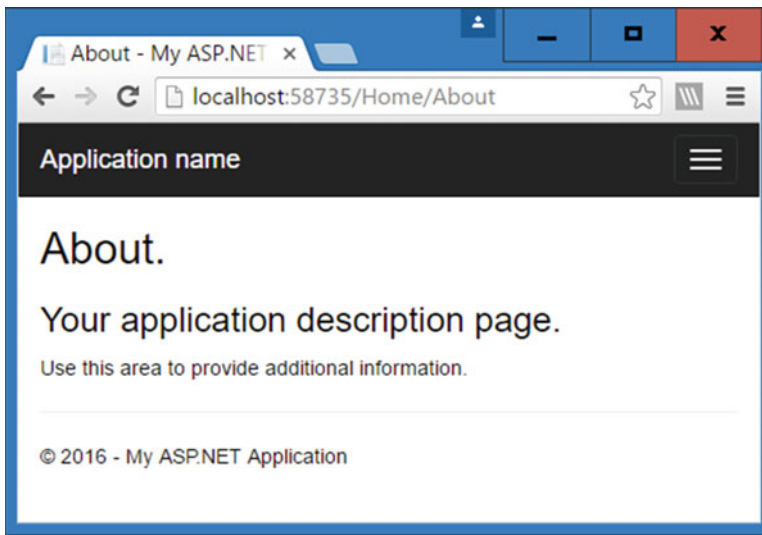 About - My ASP.NET
localhost:58735/Home/About
Application name
About.
Your application description page.
Use this area to provide additional information.
© 2016 - My ASP.NET Application